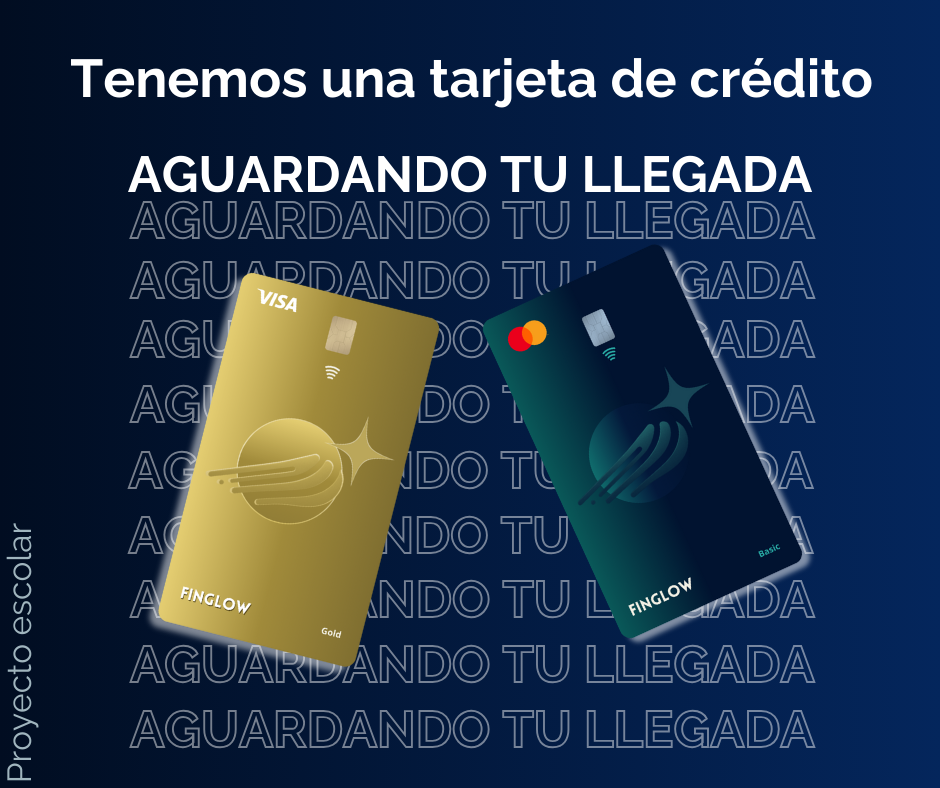 Tenemos una tarjeta de crédito
AGUARDANDO TU LLEGADA
AGUARDANDO TU LLEGADA
AGUARDANDO TU LLEGADA
AGUARDANDO TU LLEGADA
AGUARDANDO TU LLEGADA
AGUARDANDO TU LLEGADA
AGUARDANDO TU LLEGADA
AGUARDANDO TU LLEGADA
AGUARDANDO TU LLEGADA
AGUARDANDO TU LLEGADA
VISA
FINGLOW
Gold
Basic
FINGLOW
Proyecto escolar